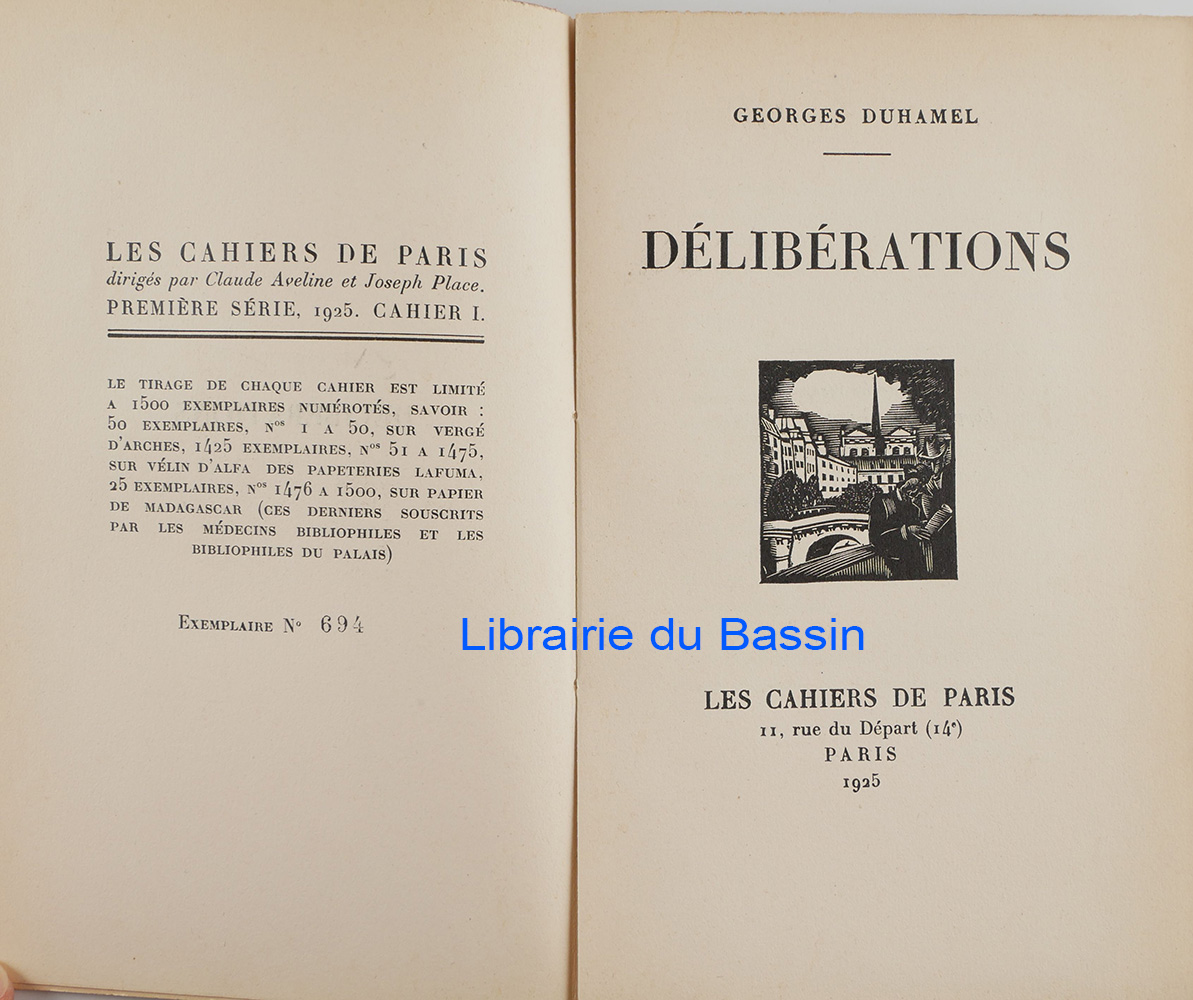 LES CAHIERS DE PARIS
dirigés par Claude Aveline et Joseph Place.
PREMIÈRE SÉRIE, 1925. CAHIER I.
LE TIRAGE DE CHAQUE CAHIER EST LIMITÉ
A 1500 EXEMPLAIRES NUMÉROTÉS, SAVOIR :
50 EXEMPLAIRES, Nos 1 A 50, SUR VERGÉ
D'ARCHES, 1425 EXEMPLAIRES, Nos 51 A 1475,
SUR VÉLIN D'ALFA DES PAPETERIES LAFUMA,
25 EXEMPLAIRES, Nos 1476 A 1500, SUR PAPIER
DE MADAGASCAR (CES DERNIERS SOUSCRITS
PAR LES MÉDECINS BIBLIOPHILES ET LES
BIBLIOPHILES DU PALAIS)
EXEMPLAIRE No 694
GEORGES DUHAMEL
DÉLIBÉRATIONS
Librairie du Bassin
LES CAHIERS DE PARIS
11, rue du Départ (14e)
PARIS
1925